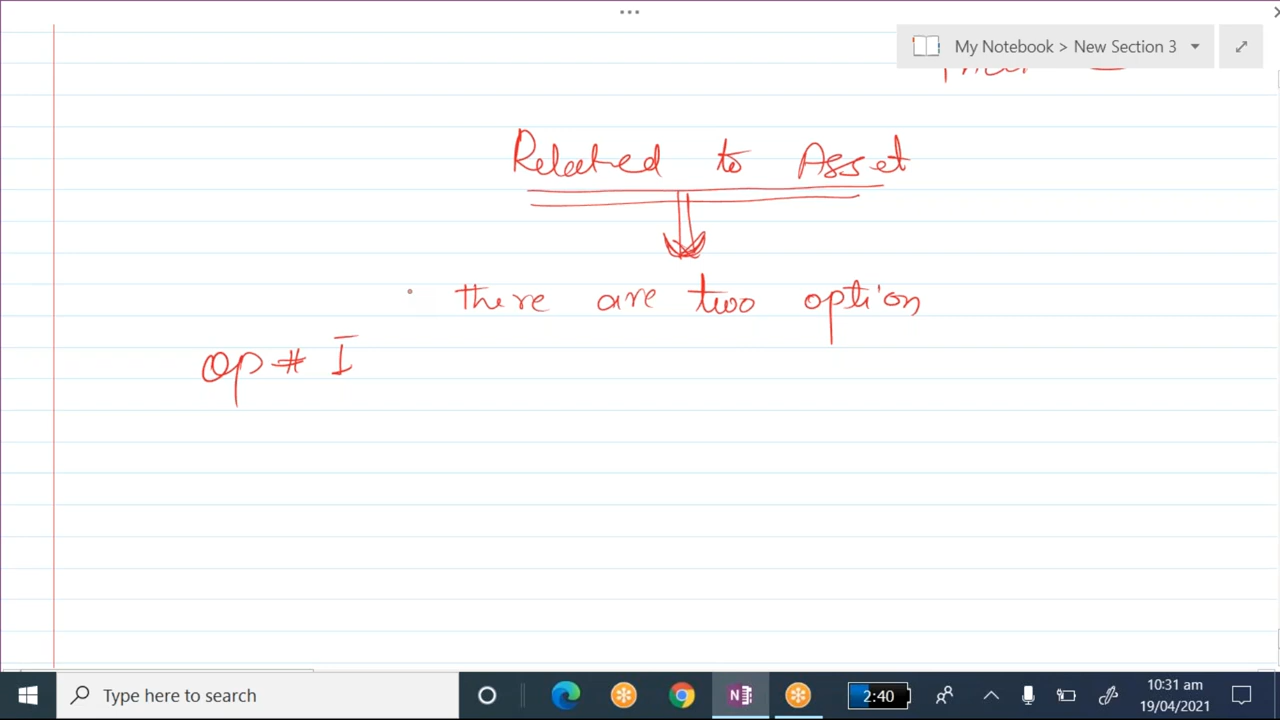 My Notebook > New Section 3
Related to Asset
there are two option
op# I
Type here to search
2:40
10:31 am
19/04/2021